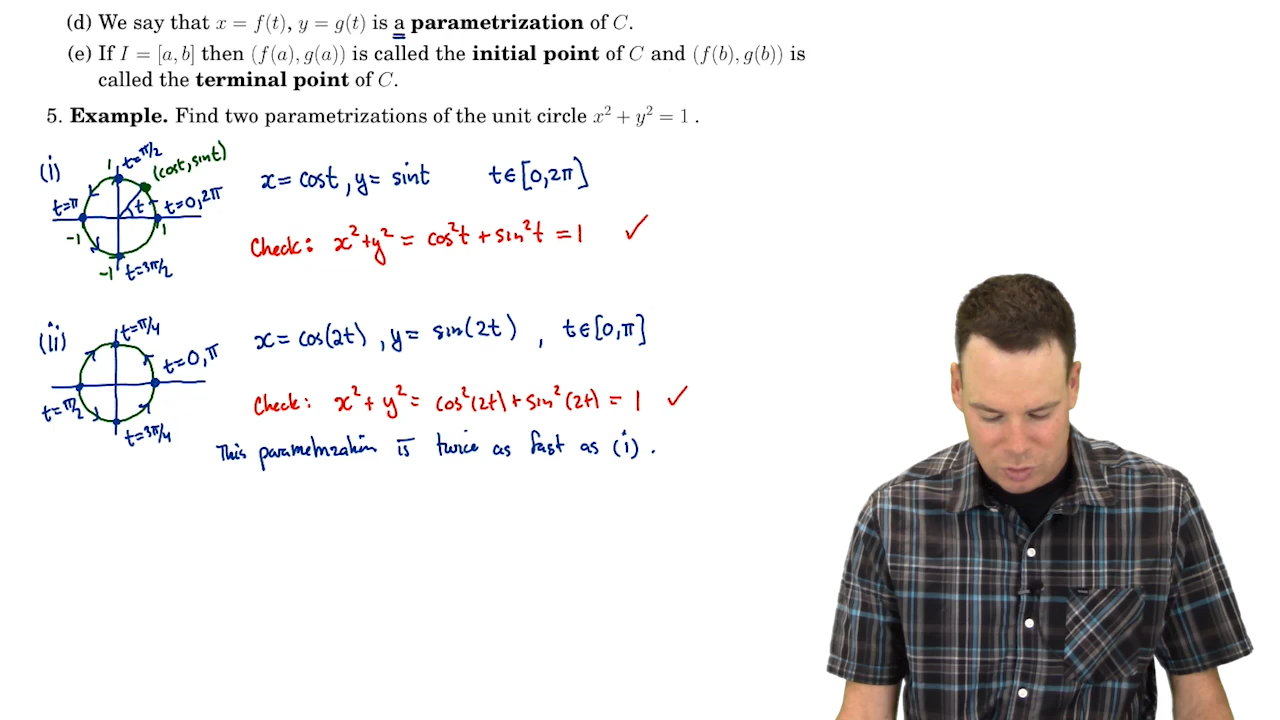 (d) We say that x = f(t), y = g(t) is a parametrization of C.
(e) If I = [a, b] then (f(a), g(a)) is called the initial point of C and (f(b), g(b)) is
called the terminal point of C.
5. Example. Find two parametrizations of the unit circle x² + y² = 1 .
(i)
1
t=π/2
(cost, sint)
t=π
t
t=0,2π
-1
1
-1
t=3π/2
x= cost, y= sint t∈[0,2π]
Check: x²+y² = cos²t + sin²t = 1 ✓
(ii)
t=π/4
t=0,π
t=π/2
t=3π/4
x= cos(2t), y= sin(2t), t∈[0,π]
Check: x²+y² = cos²(2t)+sin²(2t) = 1 ✓
This parametrization is twice as fast as (i).